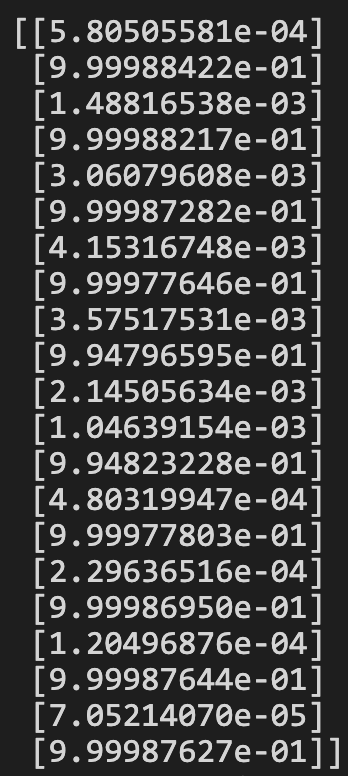 [[5.80505581e-04]
[9.99988422e-01]
[1.48816538e-03]
[9.99988217e-01]
[3.06079608e-03]
[9.99987282e-01]
[4.15316748e-03]
[9.99977646e-01]
[3.57517531e-03]
[9.94796595e-01]
[2.14505634e-03]
[1.04639154e-03]
[9.94823228e-01]
[4.80319947e-04]
[9.99977803e-01]
[2.29636516e-04]
[9.99986950e-01]
[1.20496876e-04]
[9.99987644e-01]
[7.05214070e-05]
[9.99987627e-01]]